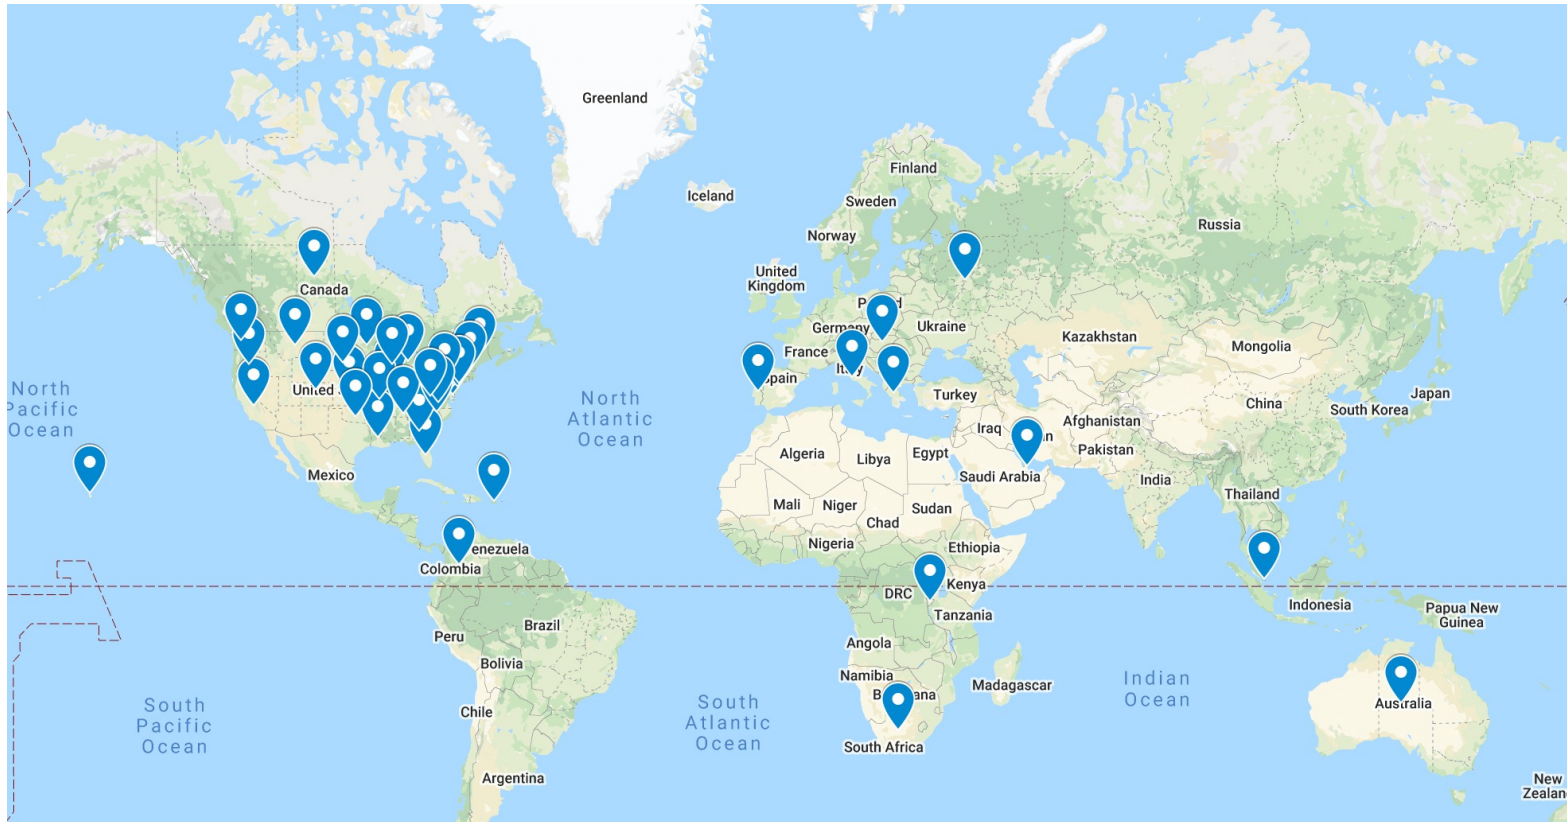 Greenland
Finland
Iceland
Sweden
Russia
Norway
Canada
United
Kingdom
Germany
Ukraine
Kazakhstan
France
Mongolia
North
Pacific
Ocean
United
North
Atlantic
Ocean
Turkey
Japan
China
South Korea
Iraq
Afghanistan
Algeria
Libya
Egypt
Pakistan
Mexico
Saudi Arabia
India
Thailand
Mali
Niger
Chad
Sudan
Nigeria
Ethiopia
enezuela
Colombia
DRC
Kenya
Tanzania
Indonesia
Papua New
Guinea
Peru
Brazil
Angola
Bolivia
Namibia
Madagascar
Indian
Ocean
South
Pacific
Ocean
South
Atlantic
Ocean
Chile
Australia
South Africa
Argentina
New
Zealan